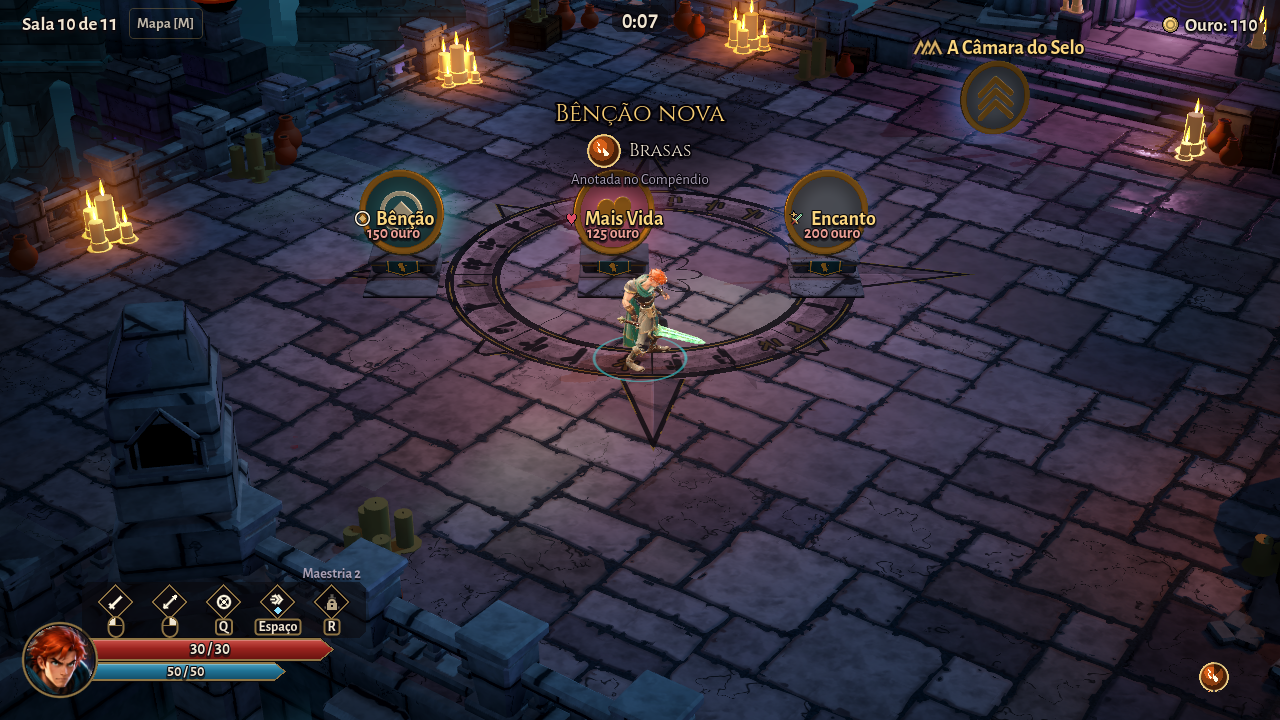 Sala 10 de 11
Mapa [M]
0:07
Ouro: 110
A Câmara do Selo
BÊNÇÃO NOVA
BRASAS
Anotada no Compêndio
Bênção
150 ouro
Mais Vida
125 ouro
Encanto
200 ouro
Maestria 2
Q
Espaço
R
30/30
50/50